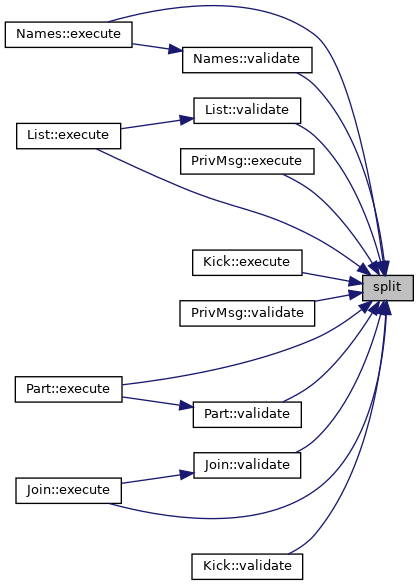 Names::execute
Names::validate
List::validate
List::execute
PrivMsg::execute
Kick::execute
split
PrivMsg::validate
Part::execute
Part::validate
Join::validate
Join::execute
Kick::validate